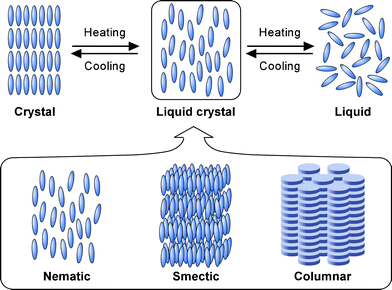 Heating Heating
Cooling Cooling
Crystal Liquid crystal Liquid
Nematic Smectic Columnar